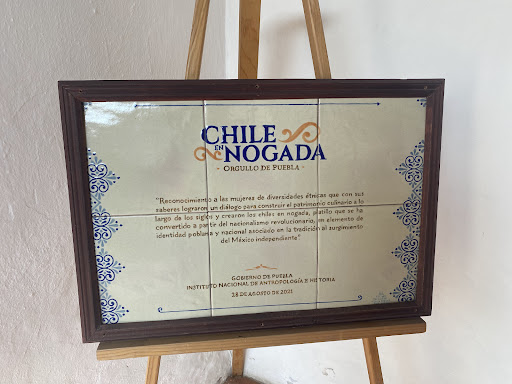 CHILE
EN NOGADA
- ORGULLO DE PUEBLA -
"Reconocimiento a las mujeres de diversidades étnicas que con sus
saberes lograron un diálogo para construir el patrimonio culinario a lo
largo de los siglos y crearon los chiles en nogada, platillo que se ha
convertido a partir del nacionalismo revolucionario, en elemento de
identidad poblana y nacional asociado en la tradición al surgimiento
del México independiente".
GOBIERNO DE PUEBLA
INSTITUTO NACIONAL DE ANTROPOLOGÍA E HISTORIA
28 DE AGOSTO DE 2021